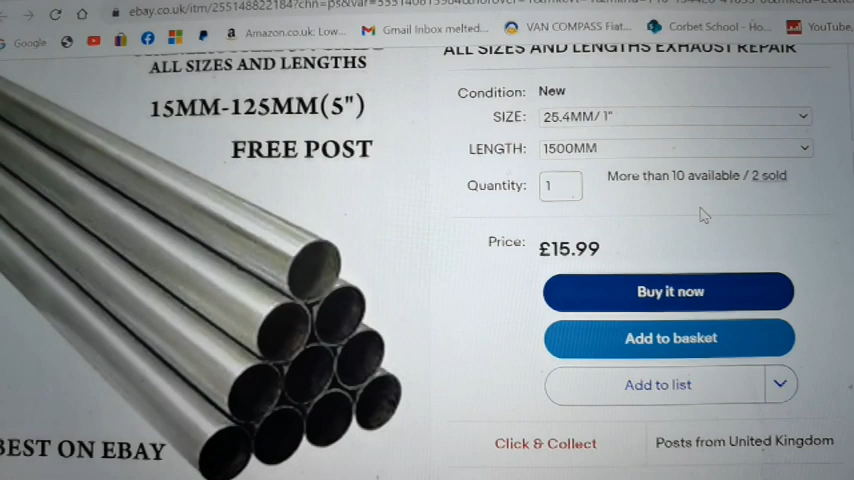 ebay.co.uk/itm/255148822184?chn=ps&var=
Google
Amazon.co.uk: Low...
Gmail Inbox melted...
VAN COMPASS Fiat...
Corbet School - Ho...
YouTube,
ALL SIZES AND LENGTHS
15MM-125MM(5")
FREE POST
BEST ON EBAY
ALL SIZES AND LENGTHS EXHAUST REPAIR
Condition: New
SIZE: 25.4MM/ 1"
LENGTH: 1500MM
Quantity: 1
More than 10 available / 2 sold
Price: £15.99
Buy it now
Add to basket
Add to list
Click & Collect
Posts from United Kingdom